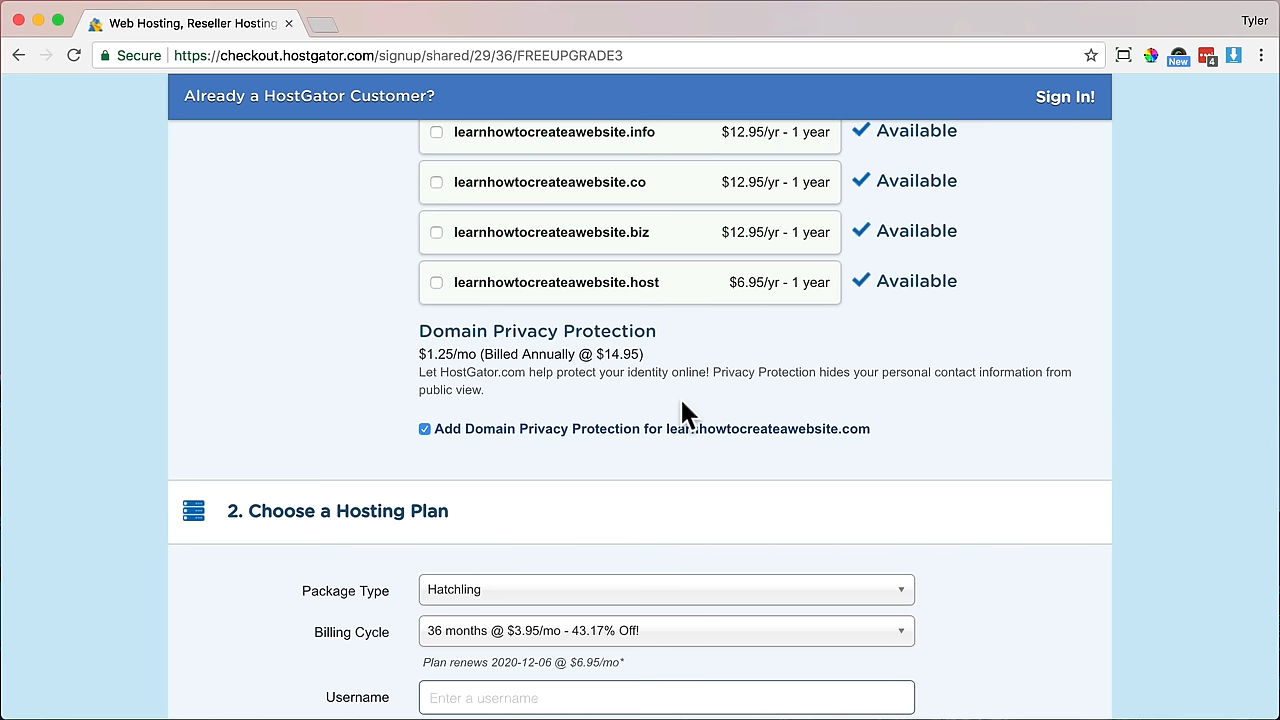 Web Hosting, Reseller Hosting
Tyler
Secure
https://checkout.hostgator.com/signup/shared/29/36/FREEUPGRADE3
New
4
Already a HostGator Customer?
Sign In!
learnhowtocreateawebsite.info $12.95/yr - 1 year Available
learnhowtocreateawebsite.co $12.95/yr - 1 year Available
learnhowtocreateawebsite.biz $12.95/yr - 1 year Available
learnhowtocreateawebsite.host $6.95/yr - 1 year Available
Domain Privacy Protection
$1.25/mo (Billed Annually @ $14.95)
Let HostGator.com help protect your identity online! Privacy Protection hides your personal contact information from
public view.
Add Domain Privacy Protection for learnhowtocreateawebsite.com
2. Choose a Hosting Plan
Package Type Hatchling
Billing Cycle 36 months @ $3.95/mo - 43.17% Off!
Plan renews 2020-12-06 @ $6.95/mo*
Username Enter a username